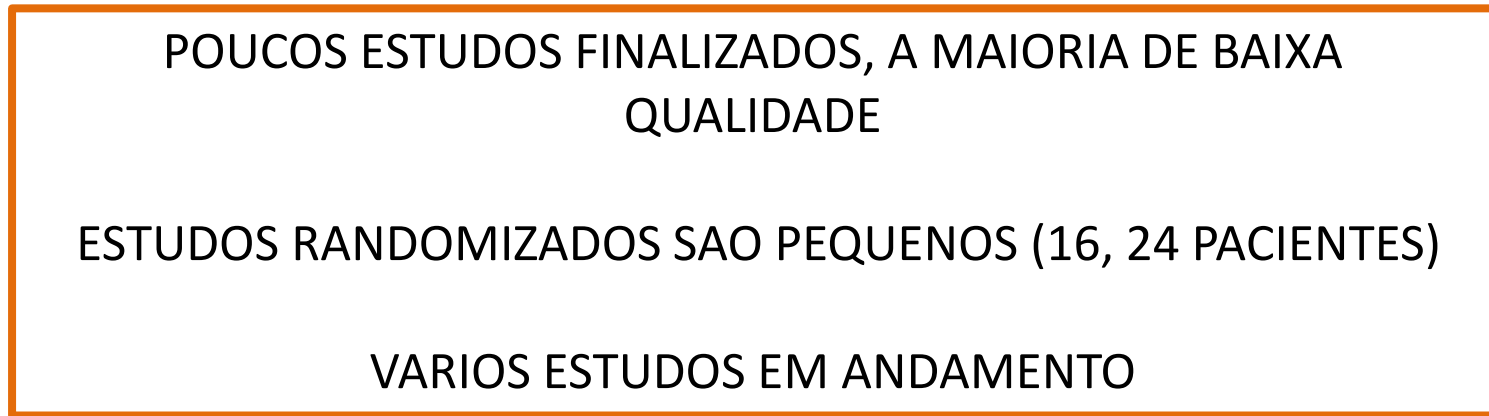 POUCOS ESTUDOS FINALIZADOS, A MAIORIA DE BAIXA
QUALIDADE
ESTUDOS RANDOMIZADOS SAO PEQUENOS (16, 24 PACIENTES)
VARIOS ESTUDOS EM ANDAMENTO